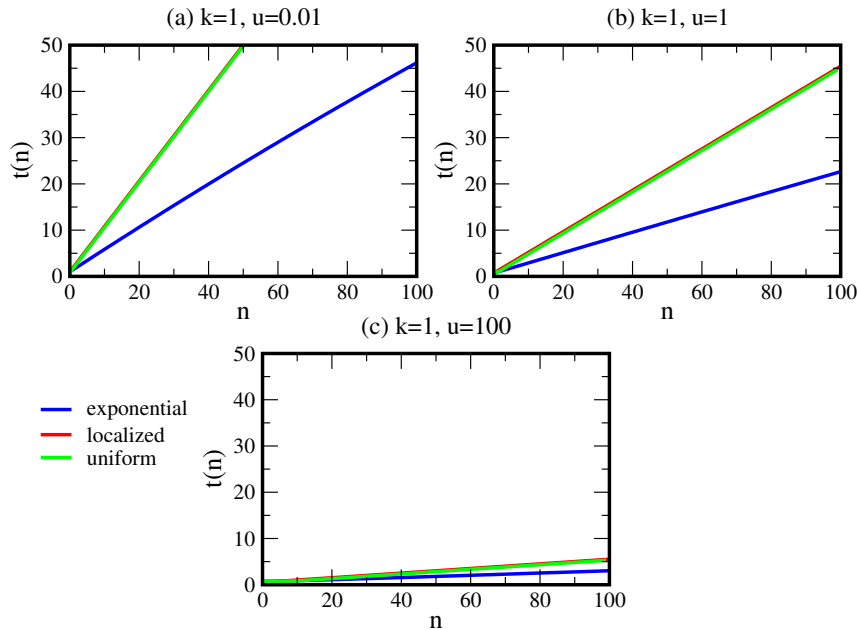 (a) k=1, u=0.01
(b) k=1, u=1
50
40
30
20
10
0
t(n)
0 20 40 60 80 100
n
50
40
30
20
10
0
t(n)
0 20 40 60 80 100
n
(c) k=1, u=100
50
40
30
20
10
0
t(n)
0 20 40 60 80 100
n
exponential
localized
uniform